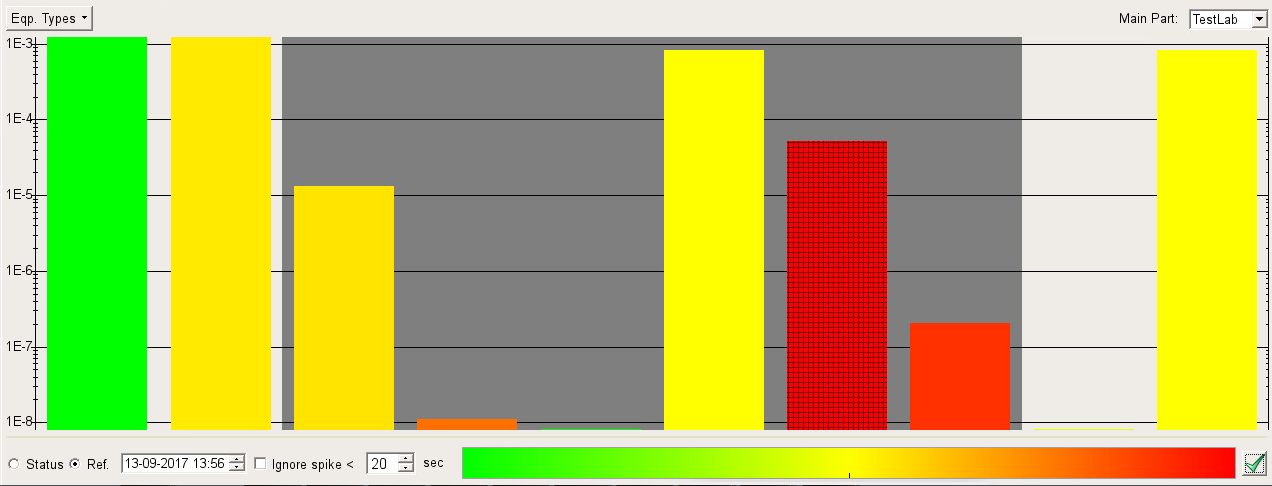 Eqp. Types
Main Part: TestLab
1E-3
1E-4
1E-5
1E-6
1E-7
1E-8
Status Ref. 13-09-2017 13:56 Ignore spike < 20 sec